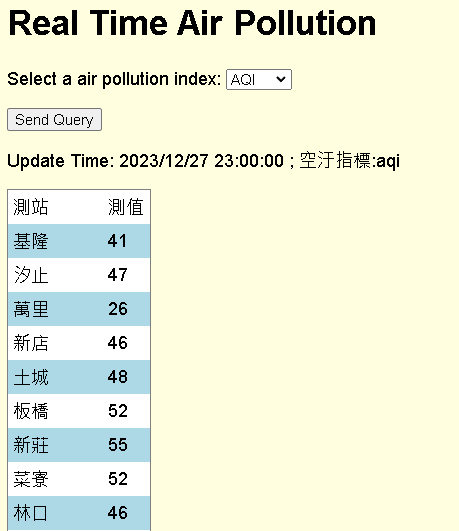 Real Time Air Pollution
Select a air pollution index: AQI
Send Query
Update Time: 2023/12/27 23:00:00 ; 空汙指標:aqi
測站 測值
基隆 41
汐止 47
萬里 26
新店 46
土城 48
板橋 52
新莊 55
菜寮 52
林口 46